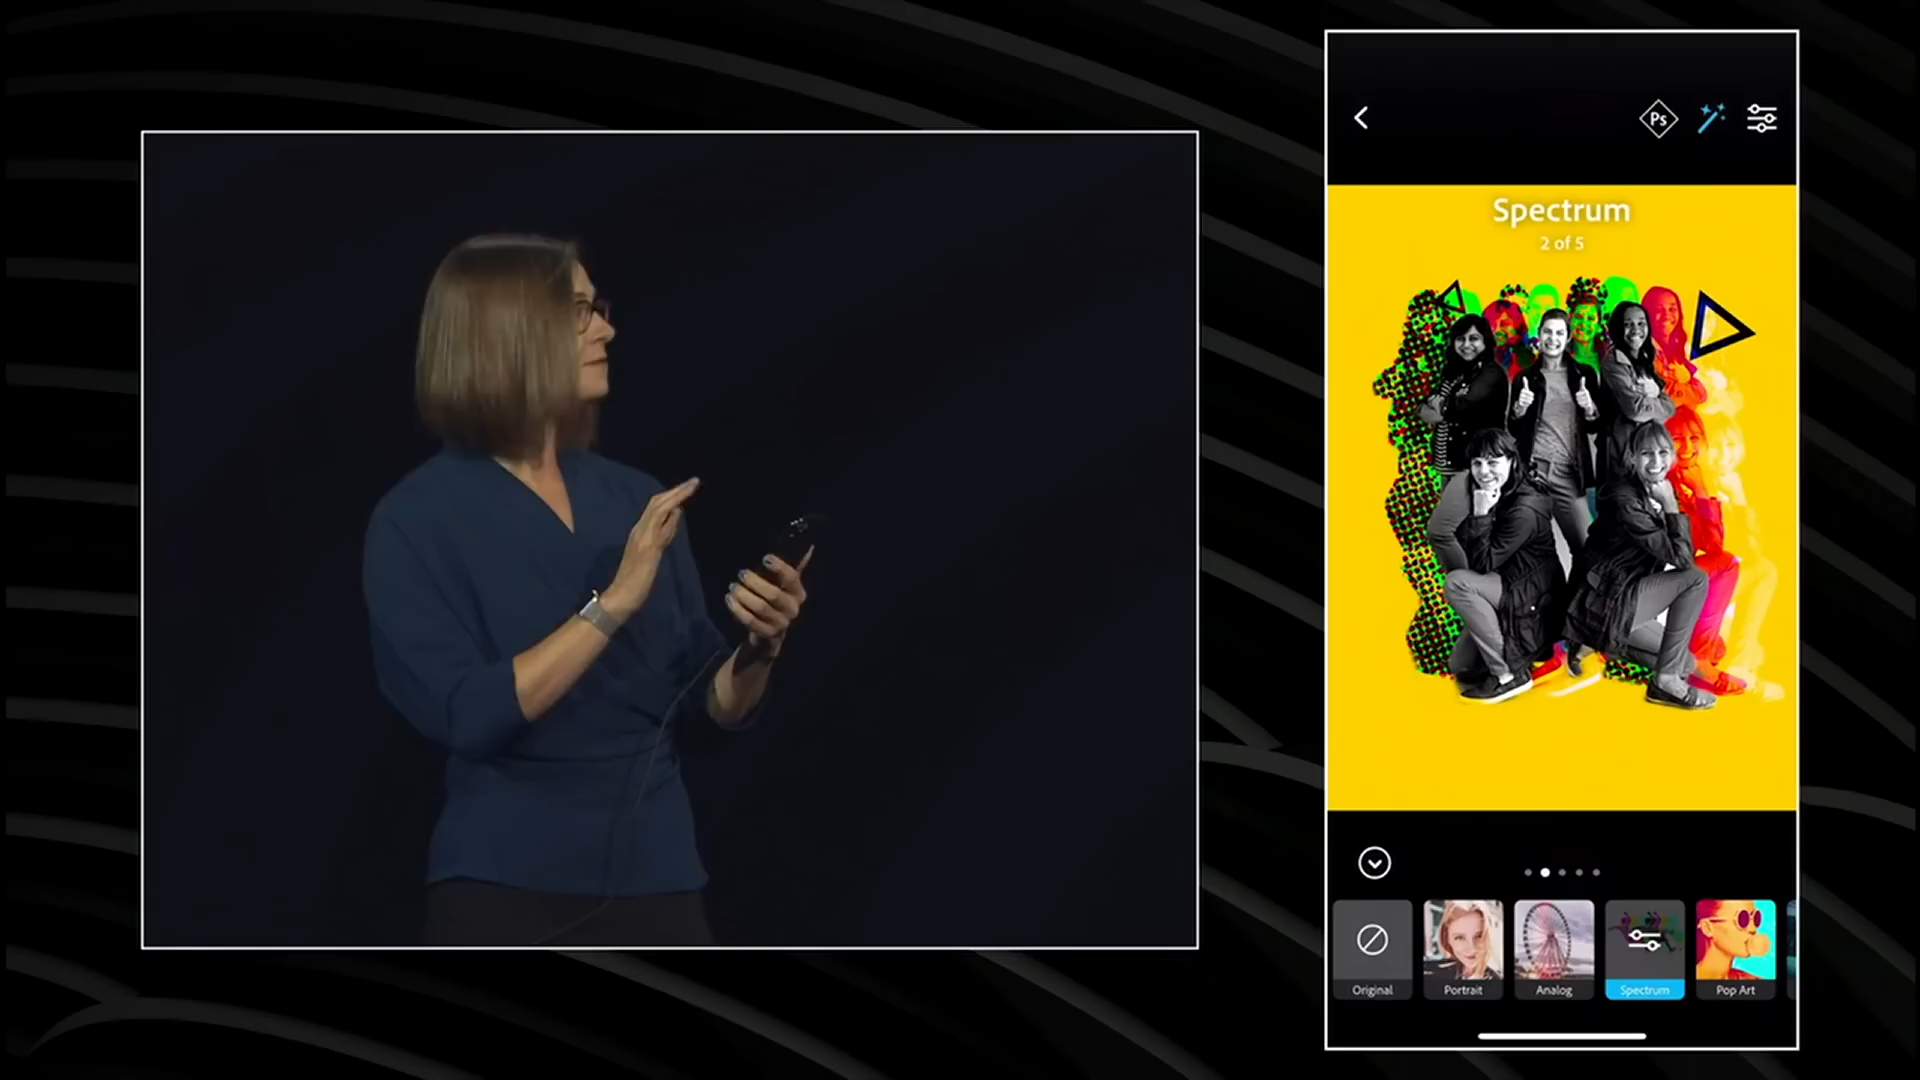 Ps
Spectrum
2 of 5
Original
Portrait
Analog
Spectrum
Pop Art